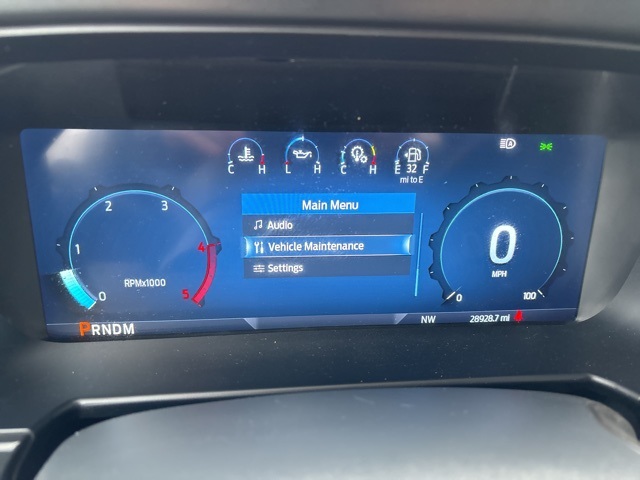 C H L H C H E 32 F
mi to E
Main Menu
Audio
Vehicle Maintenance
Settings
0 1 2 3 4 5
RPMx1000
0
MPH
0 100
PRNDM
NW
28928.7 mi